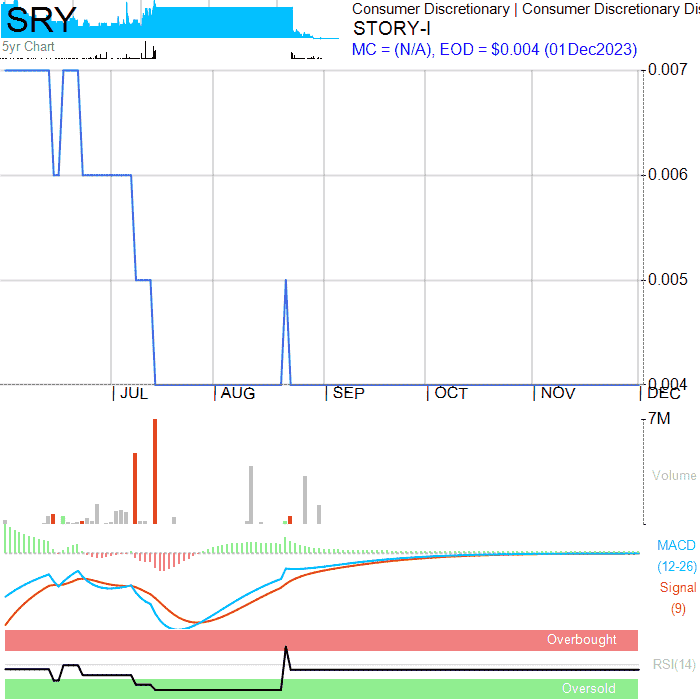 SRY
Consumer Discretionary | Consumer Discretionary Dis
5yr Chart
STORY-I
MC = (N/A), EOD = $0.004 (01Dec2023)
0.007
0.006
0.005
0.004
JUL
AUG
SEP
OCT
NOV
DEC
7M
Volume
MACD
(12-26)
Signal
(9)
Overbought
RSI(14)
Oversold